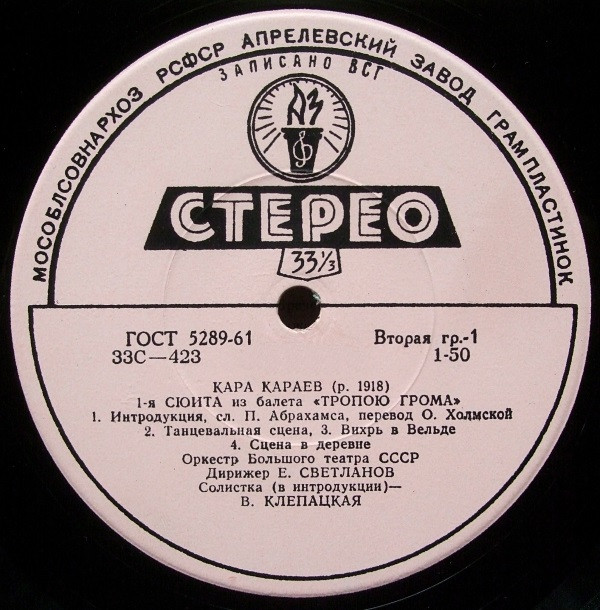 МОСОБЛСОВНАРХОЗ РСФСР АПРЕЛЕВСКИЙ ЗАВОД ГРАМПЛАСТИНОК
ЗАПИСАНО ВСГ
АЗ
СТЕРЕО
33⅓
ГОСТ 5289-61
Вторая гр.-1
33С—423
1-50
КАРА КАРАЕВ (р. 1918)
1-я СЮИТА из балета «ТРОПОЮ ГРОМА»
1. Интродукция, сл. П. Абрахамса, перевод О. Холмской
2. Танцевальная сцена, 3. Вихрь в Вельде
4. Сцена в деревне
Оркестр Большого театра СССР
Дирижер Е. СВЕТЛАНОВ
Солистка (в интродукции)—
В. КЛЕПАЦКАЯ